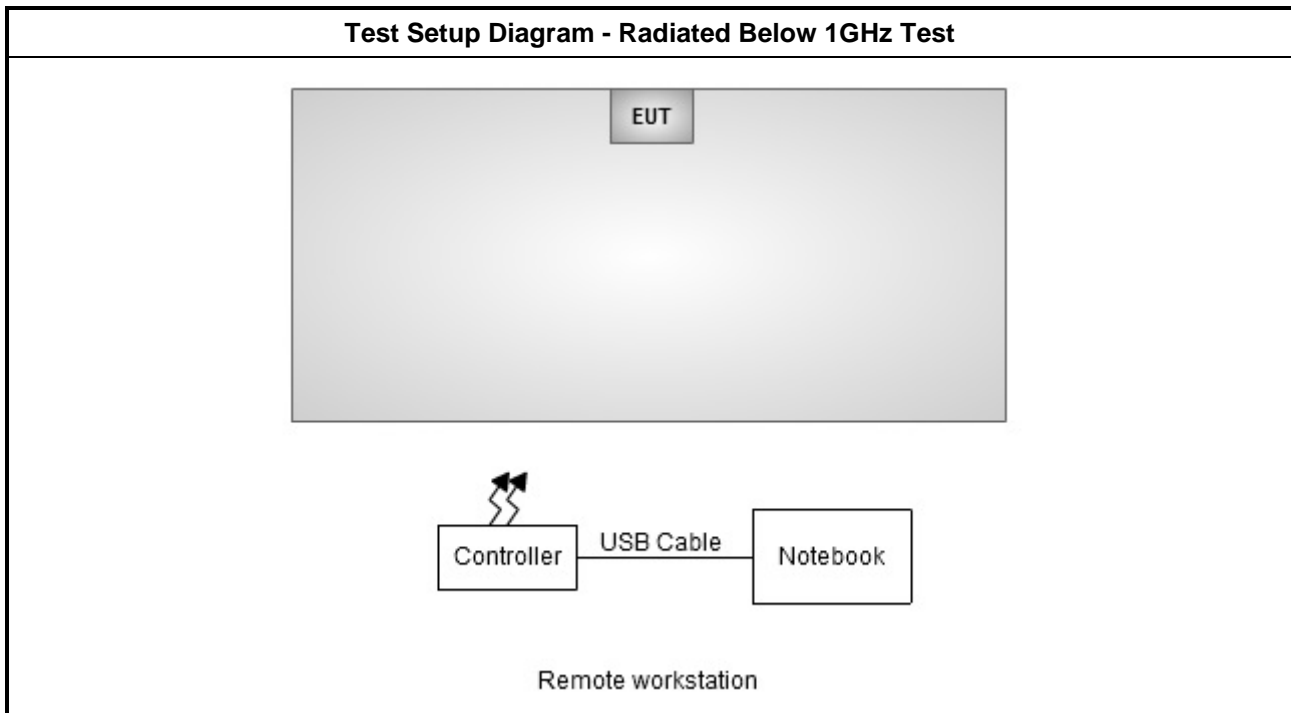 Test Setup Diagram - Radiated Below 1GHz Test
EUT
Controller
USB Cable
Notebook
Remote workstation